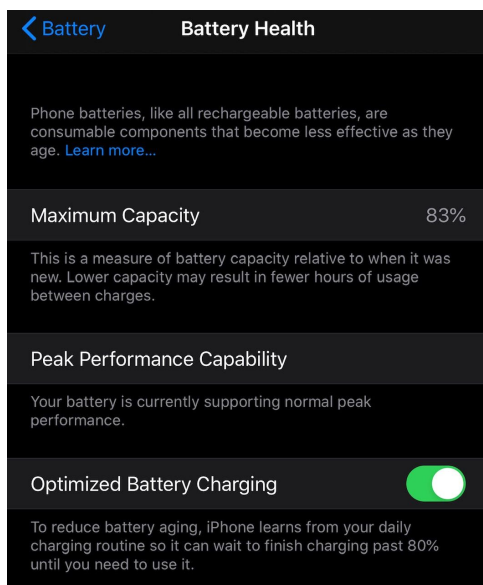 Battery Battery Health
Phone batteries, like all rechargeable batteries, are
consumable components that become less effective as they
age. Learn more...
Maximum Capacity 83%
This is a measure of battery capacity relative to when it was
new. Lower capacity may result in fewer hours of usage
between charges.
Peak Performance Capability
Your battery is currently supporting normal peak
performance.
Optimized Battery Charging
To reduce battery aging, iPhone learns from your daily
charging routine so it can wait to finish charging past 80%
until you need to use it.